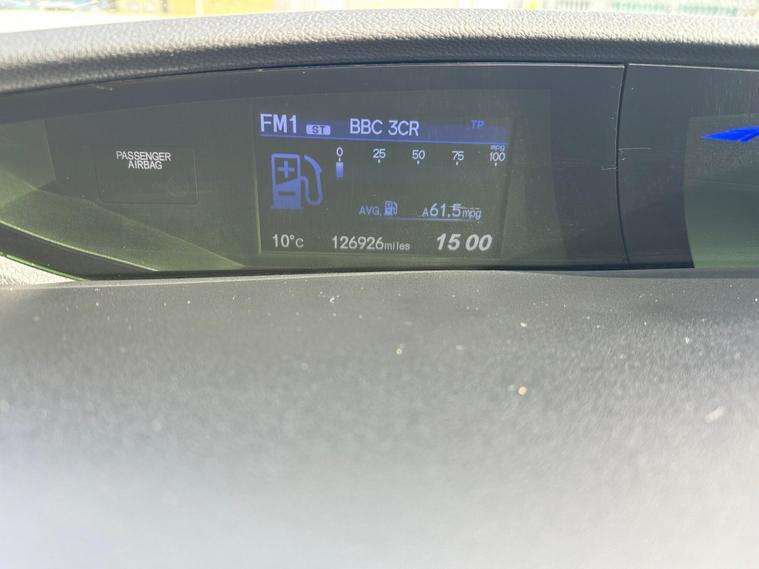 FM1 ST BBC 3CR TP
mpg
0 25 50 75 100
PASSENGER
AIRBAG
AVG. A61.5mpg
10°C 126926miles 15 00